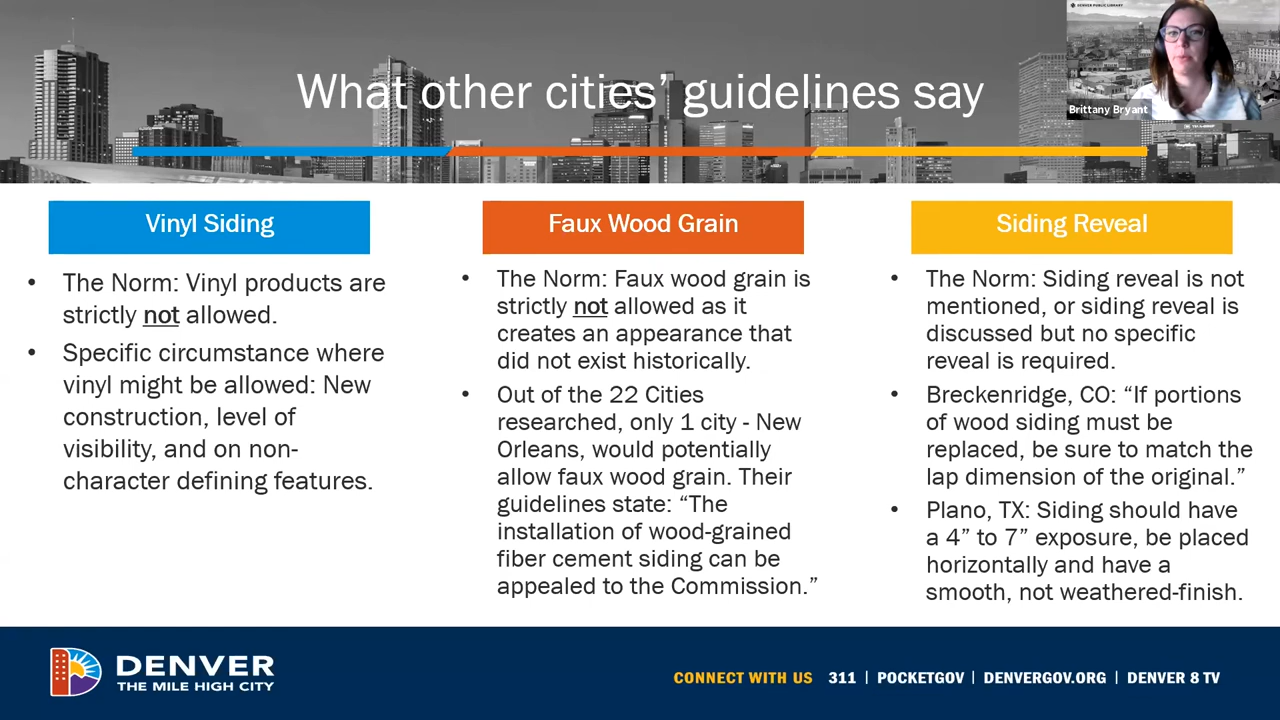 DENVER PUBLIC LIBRARY
What other cities' guidelines say
Brittany Bryant
Vinyl Siding
• The Norm: Vinyl products are
strictly not allowed.
• Specific circumstance where
vinyl might be allowed: New
construction, level of
visibility, and on non-
character defining features.
Faux Wood Grain
• The Norm: Faux wood grain is
strictly not allowed as it
creates an appearance that
did not exist historically.
• Out of the 22 Cities
researched, only 1 city - New
Orleans, would potentially
allow faux wood grain. Their
guidelines state: “The
installation of wood-grained
fiber cement siding can be
appealed to the Commission.”
Siding Reveal
• The Norm: Siding reveal is not
mentioned, or siding reveal is
discussed but no specific
reveal is required.
• Breckenridge, CO: “If portions
of wood siding must be
replaced, be sure to match the
lap dimension of the original.”
• Plano, TX: Siding should have
a 4” to 7” exposure, be placed
horizontally and have a
smooth, not weathered-finish.
DENVER
THE MILE HIGH CITY
CONNECT WITH US 311 | POCKETGOV | DENVERGOV.ORG | DENVER 8 TV